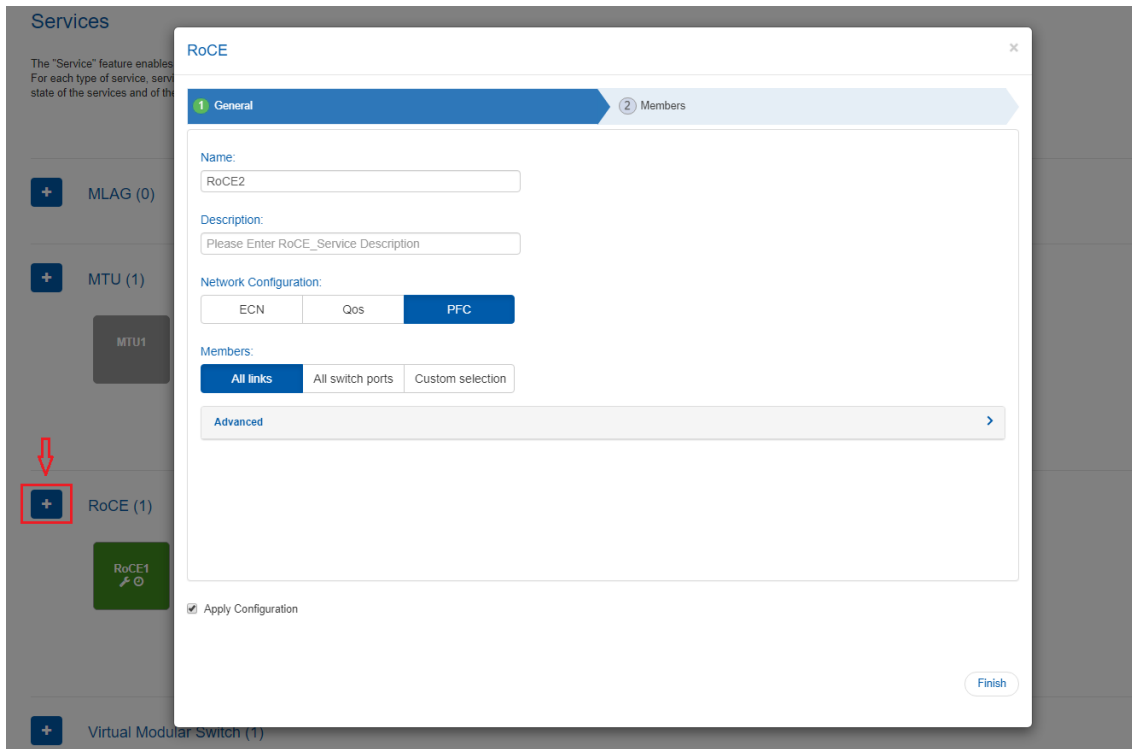 Services
The "Service" feature enables
For each type of service, servi
state of the services and of the
MLAG (0)
MTU (1)
MTU1
RoCE (1)
RoCE1
Virtual Modular Switch (1)
RoCE
×
1 General
2 Members
Name:
RoCE2
Description:
Please Enter RoCE_Service Description
Network Configuration:
ECN Qos PFC
Members:
All links All switch ports Custom selection
Advanced
Apply Configuration
Finish